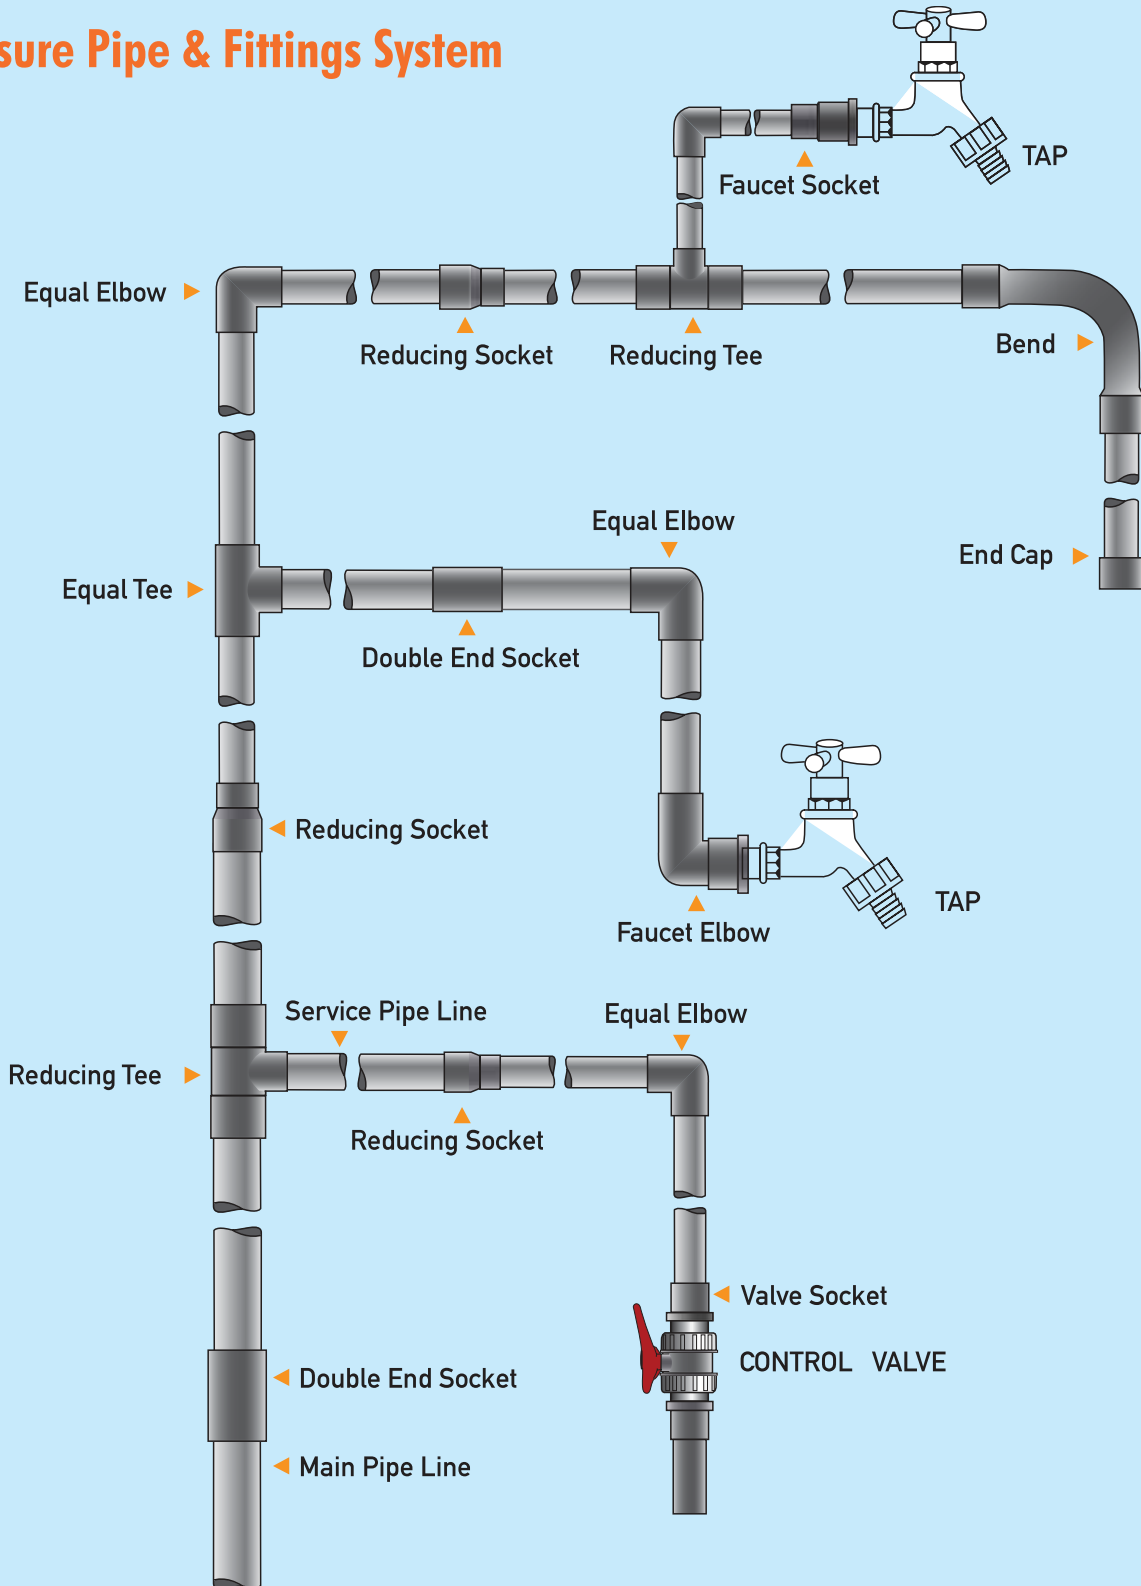 sure Pipe & Fittings System
TAP
Faucet Socket
Equal Elbow
Reducing Socket
Reducing Tee
Bend
Equal Elbow
End Cap
Equal Tee
Double End Socket
Reducing Socket
TAP
Faucet Elbow
Service Pipe Line
Equal Elbow
Reducing Tee
Reducing Socket
Valve Socket
CONTROL VALVE
Double End Socket
Main Pipe Line